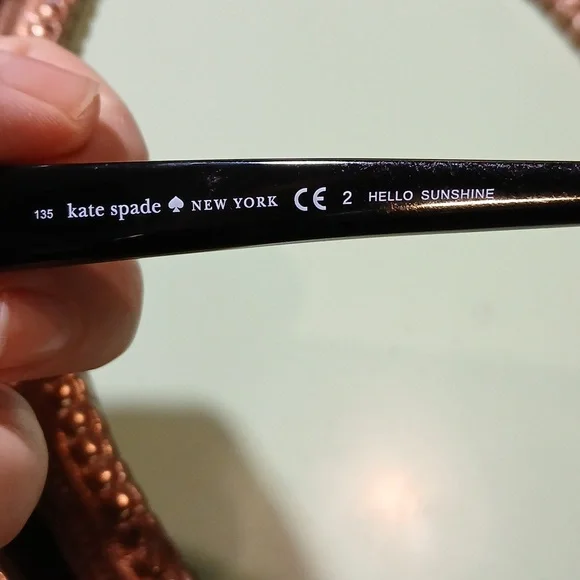 135 kate spade ♠ NEW YORK CE 2 HELLO SUNSHINE